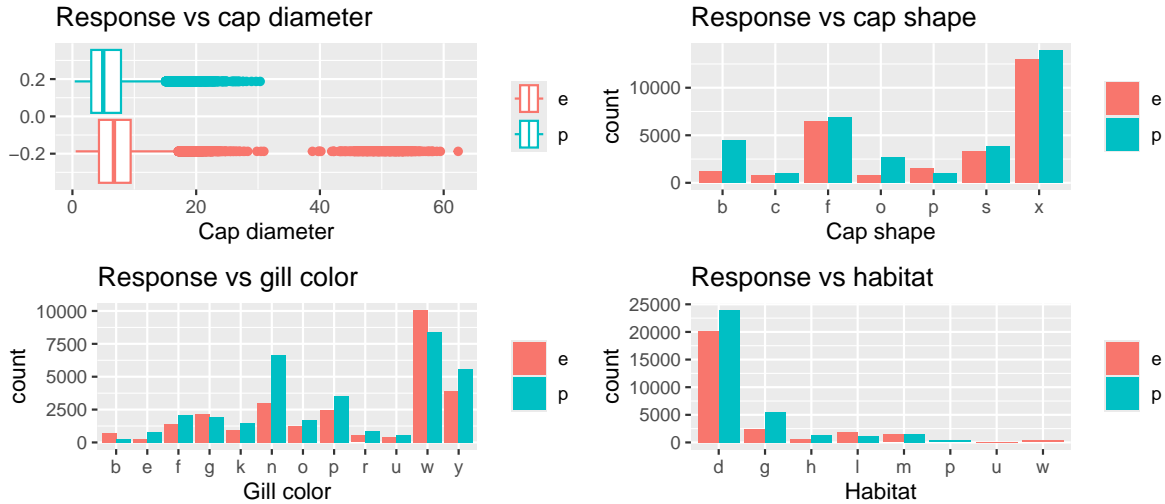 Response vs cap diameter
0.2
0.0
−0.2
0 20 40 60
Cap diameter
e
p
Response vs cap shape
count
10000
5000
0
b c f o p s x
Cap shape
e
p
Response vs gill color
count
10000
7500
5000
2500
0
b e f g k n o p r u w y
Gill color
e
p
Response vs habitat
count
25000
20000
15000
10000
5000
0
d g h l m p u w
Habitat
e
p